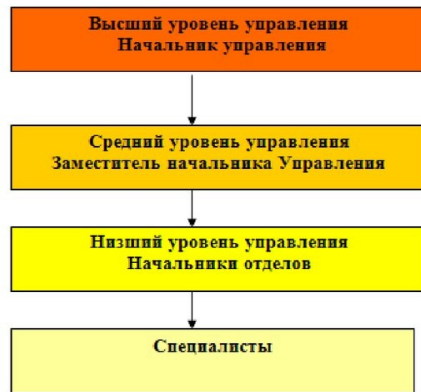 Высший уровень управления
Начальник управления
Средний уровень управления
Заместитель начальника Управления
Низший уровень управления
Начальники отделов
Специалисты